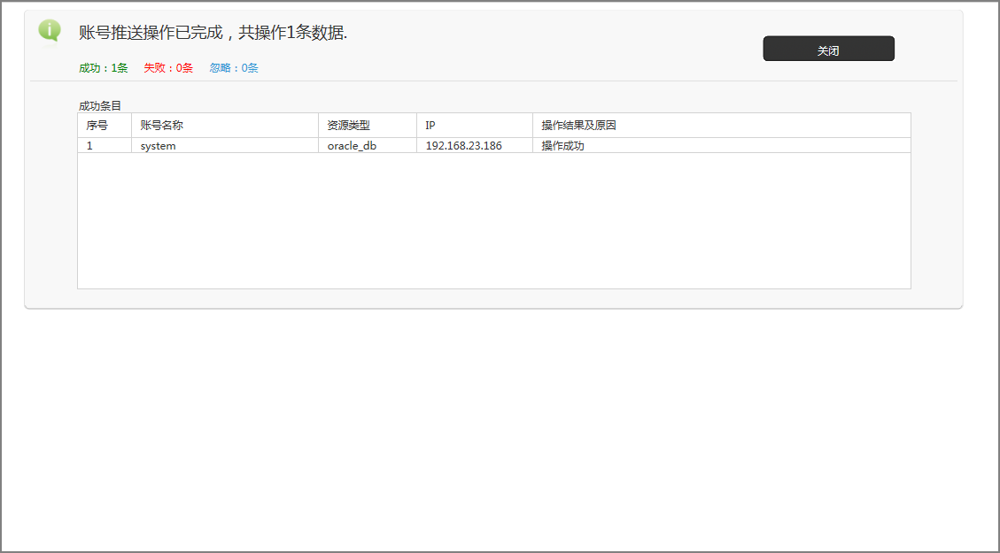 账号推送操作已完成，共操作1条数据.
关闭
成功：1条 失败：0条 忽略：0条
成功条目
序号 账号名称 资源类型 IP 操作结果及原因
1 system oracle_db 192.168.23.186 操作成功